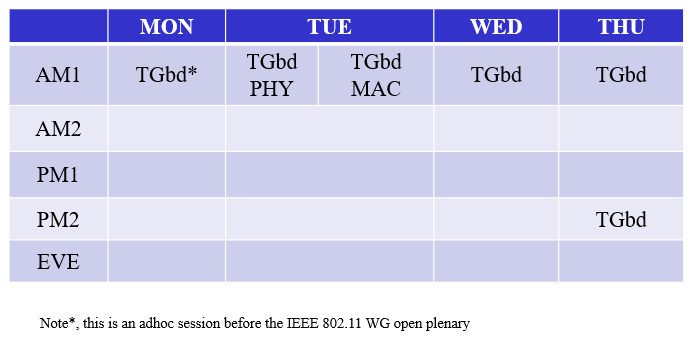 MON TUE WED THU
AM1 TGbd* TGbd PHY TGbd MAC TGbd TGbd
AM2
PM1
PM2 TGbd
EVE
Note*, this is an adhoc session before the IEEE 802.11 WG open plenary